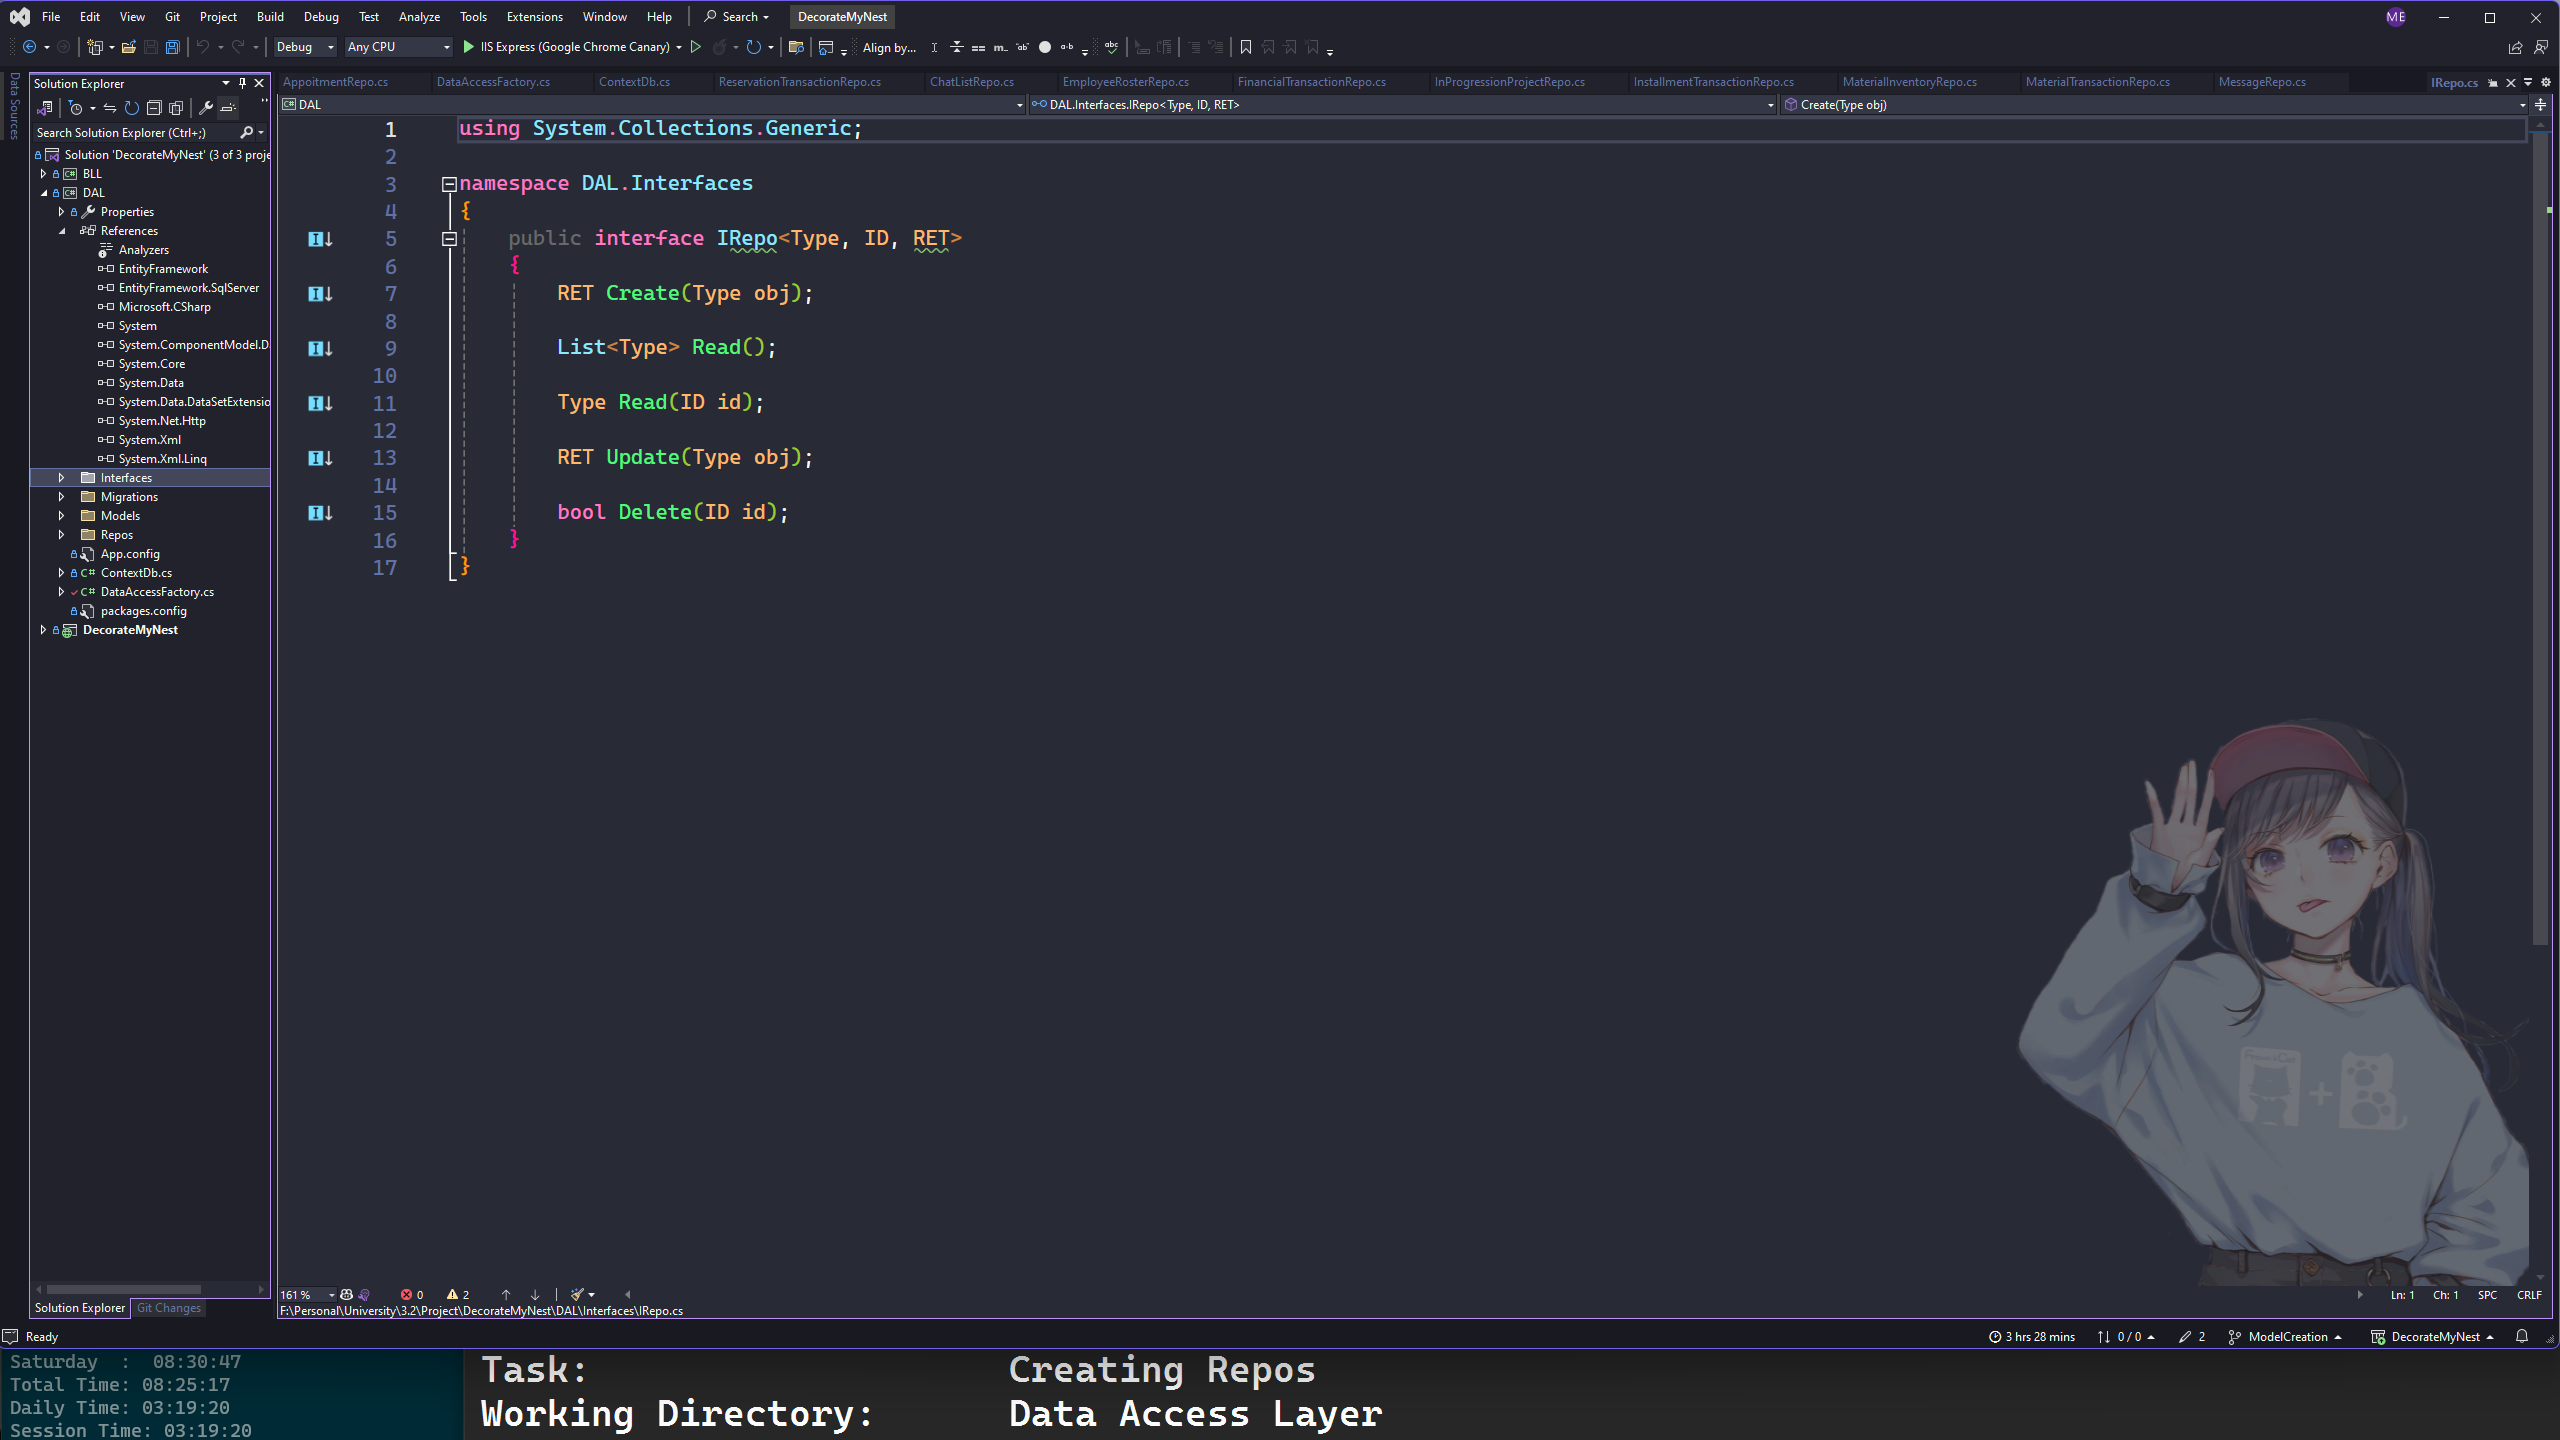 File Edit View Git Project Build Debug Test Analyze Tools Extensions Window Help Search DecorateMyNest ME
Debug Any CPU IIS Express (Google Chrome Canary) Align by...
Data Sources
Solution Explorer
Search Solution Explorer (Ctrl+;)
Solution 'DecorateMyNest' (3 of 3 proje
BLL
DAL
Properties
References
Analyzers
EntityFramework
EntityFramework.SqlServer
Microsoft.CSharp
System
System.ComponentModel.D
System.Core
System.Data
System.Data.DataSetExtensio
System.Net.Http
System.Xml
System.Xml.Linq
Interfaces
Migrations
Models
Repos
App.config
ContextDb.cs
DataAccessFactory.cs
packages.config
DecorateMyNest
Solution Explorer Git Changes
AppoitmentRepo.cs DataAccessFactory.cs ContextDb.cs ReservationTransactionRepo.cs ChatListRepo.cs EmployeeRosterRepo.cs FinancialTransactionRepo.cs InProgressionProjectRepo.cs InstallmentTransactionRepo.cs MaterialInventoryRepo.cs MaterialTransactionRepo.cs MessageRepo.cs IRepo.cs
DAL DAL.Interfaces.IRepo<Type, ID, RET> Create(Type obj)
1 using System.Collections.Generic;
2
3 namespace DAL.Interfaces
4 {
5 public interface IRepo<Type, ID, RET>
6 {
7 RET Create(Type obj);
8
9 List<Type> Read();
10
11 Type Read(ID id);
12
13 RET Update(Type obj);
14
15 bool Delete(ID id);
16 }
17 }
161 % 0 2 Ln: 1 Ch: 1 SPC CRLF
F:\Personal\University\3.2\Project\DecorateMyNest\DAL\Interfaces\IRepo.cs
Ready 3 hrs 28 mins 0 / 0 2 ModelCreation DecorateMyNest
Saturday : 08:30:47
Total Time: 08:25:17
Daily Time: 03:19:20
Session Time: 03:19:20
Task: Creating Repos
Working Directory: Data Access Layer